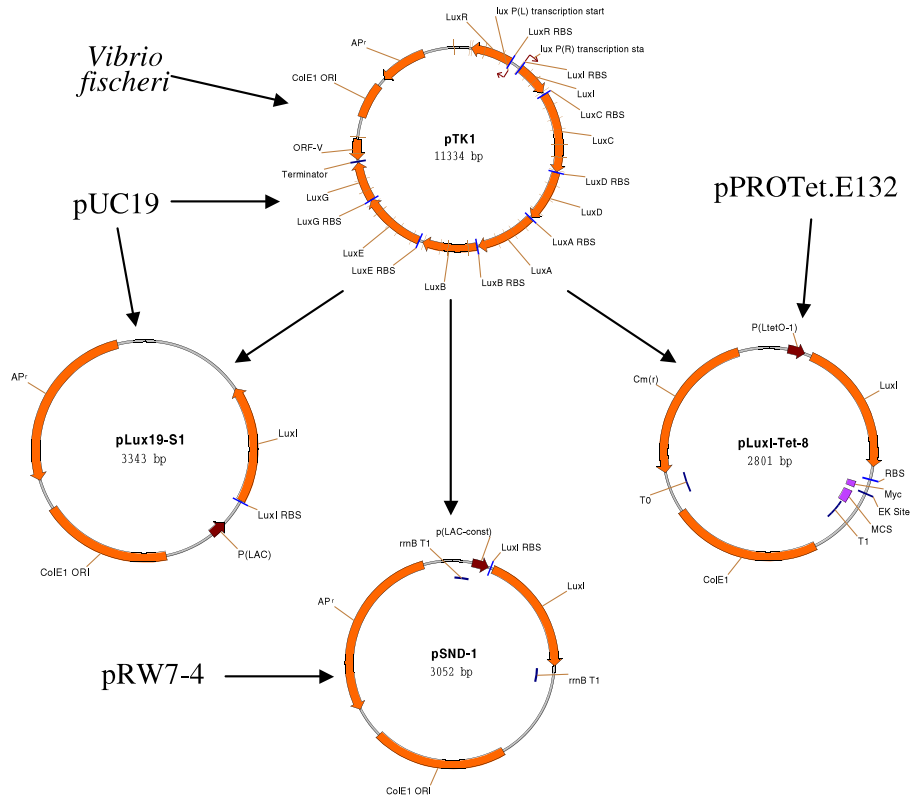 Vibrio
fischeri
pUC19
pPROTet.E132
pRW7-4
LuxR
lux P(L) transcription start
LuxR RBS
lux P(R) transcription sta
LuxI RBS
LuxI
LuxC RBS
LuxC
LuxD RBS
LuxD
LuxA RBS
LuxA
LuxB RBS
LuxB
LuxE RBS
LuxE
LuxG RBS
LuxG
Terminator
ORF-V
ColE1 ORI
APr
pTK1
11334 bp
APr
pLux19-S1
3343 bp
LuxI
LuxI RBS
P(LAC)
ColE1 ORI
p(LAC-const)
rrnB T1
LuxI RBS
LuxI
APr
pSND-1
3052 bp
rrnB T1
ColE1 ORI
P(LtetO-1)
Cm(r)
LuxI
pLuxI-Tet-8
2801 bp
RBS
Myc
EK Site
MCS
T1
T0
ColE1